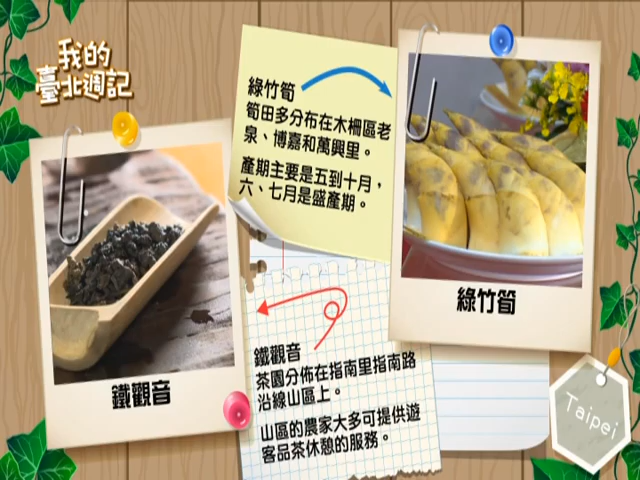 我的
臺北週記
綠竹筍
筍田多分布在木柵區老
泉、博嘉和萬興里。
產期主要是五到十月，
六、七月是盛產期。
綠竹筍
鐵觀音
鐵觀音
茶園分佈在指南里指南路
沿線山區上。
山區的農家大多可提供遊
客品茶休憩的服務。
Taipei